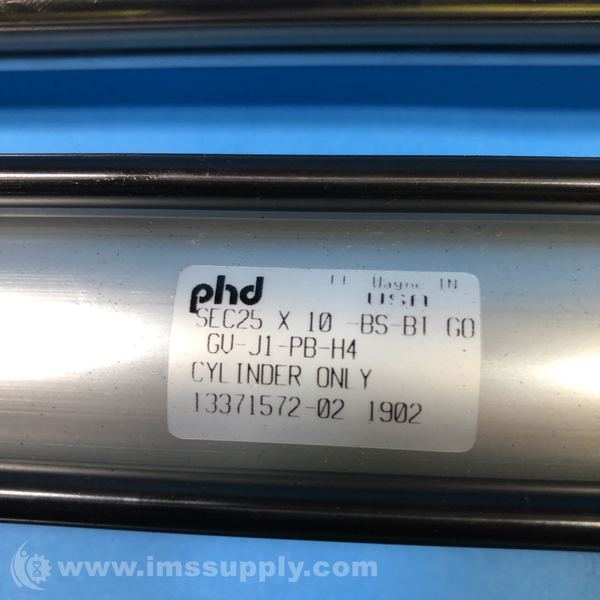 phd
Ft Wayne IN
USA
SEC25 X 10 -BS-BT GO
GV-J1-PB-H4
CYLINDER ONLY
13371572-02 1902
© www.imssupply.com